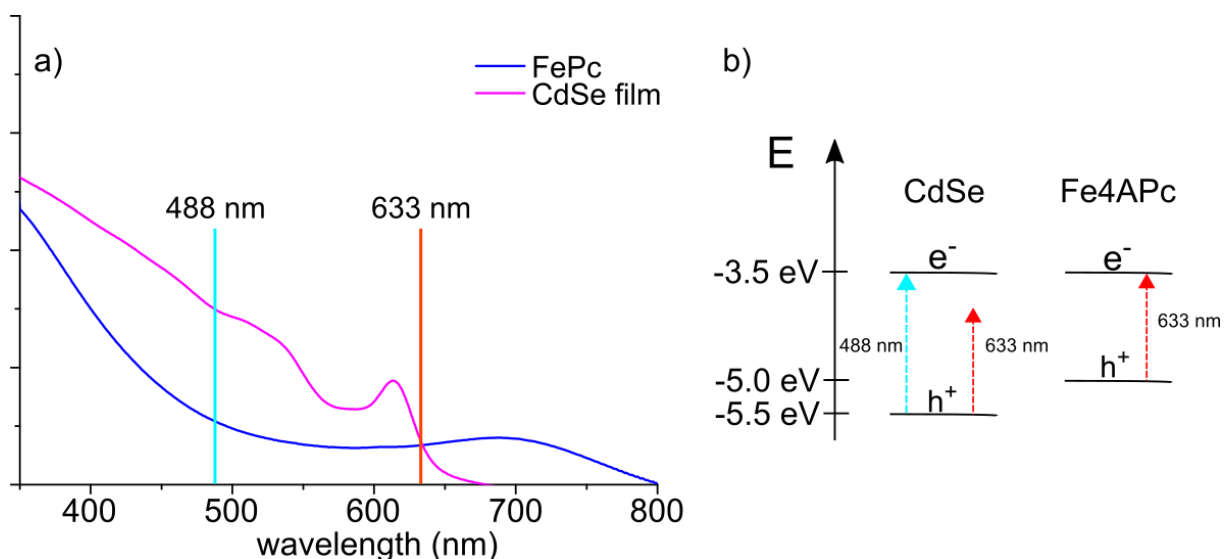 a)
FePc
CdSe film
488 nm
633 nm
400
500
600
700
800
wavelength (nm)
b)
E
CdSe
Fe4APc
e-
e-
-3.5 eV
488 nm
633 nm
633 nm
-5.0 eV
h+
-5.5 eV
h+